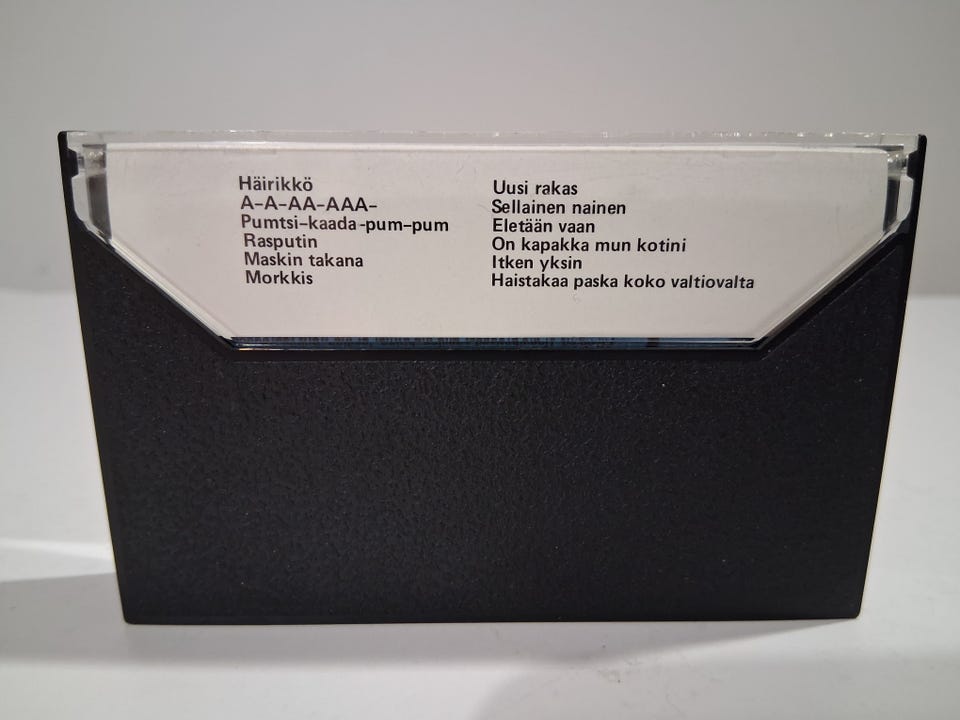 Häirikkö
A-A-AA-AAA-
Pumtsi-kaada-pum-pum
Rasputin
Maskin takana
Morkkis
Uusi rakas
Sellainen nainen
Eletään vaan
On kapakka mun kotini
Itken yksin
Haistakaa paska koko valtiovalta